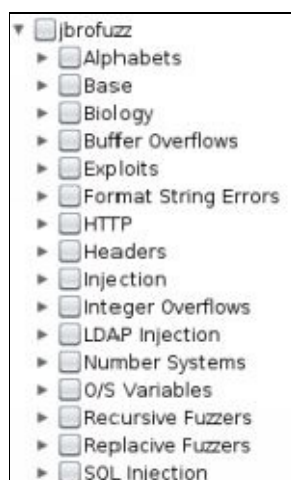 jbrofuzz
Alphabets
Base
Biology
Buffer Overflows
Exploits
Format String Errors
HTTP
Headers
Injection
Integer Overflows
LDAP Injection
Number Systems
O/S Variables
Recursive Fuzzers
Replacive Fuzzers
SQL Injection